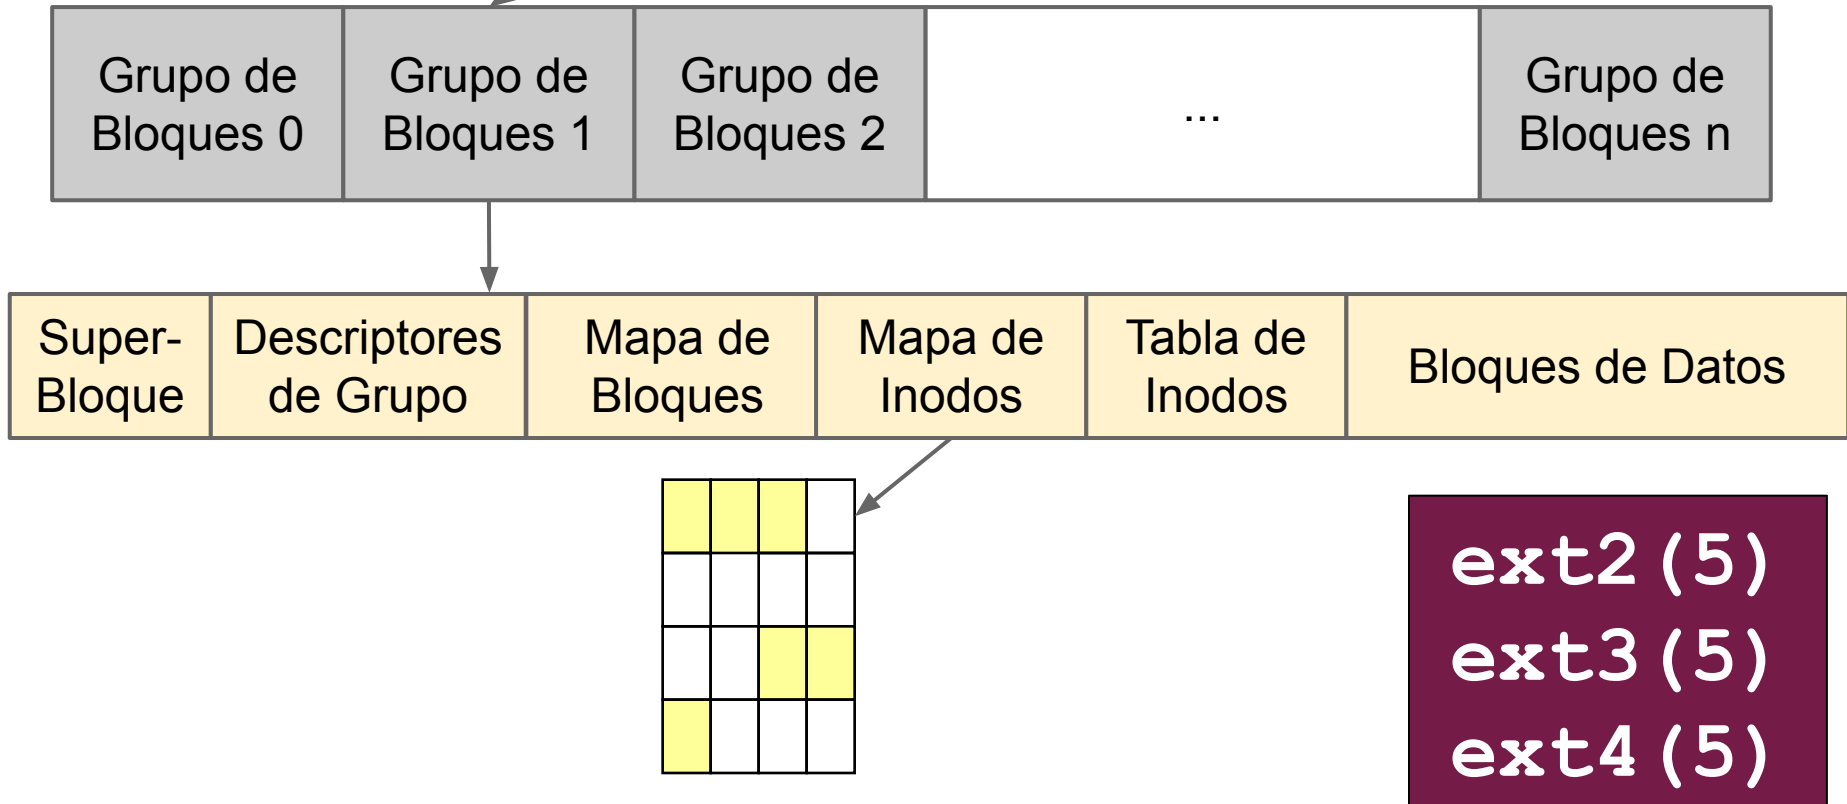 Grupo de
Bloques 0
Grupo de
Bloques 1
Grupo de
Bloques 2
...
Grupo de
Bloques n
Super-
Bloque
Descriptores
de Grupo
Mapa de
Bloques
Mapa de
Inodos
Tabla de
Inodos
Bloques de Datos
ext2(5)
ext3(5)
ext4(5)